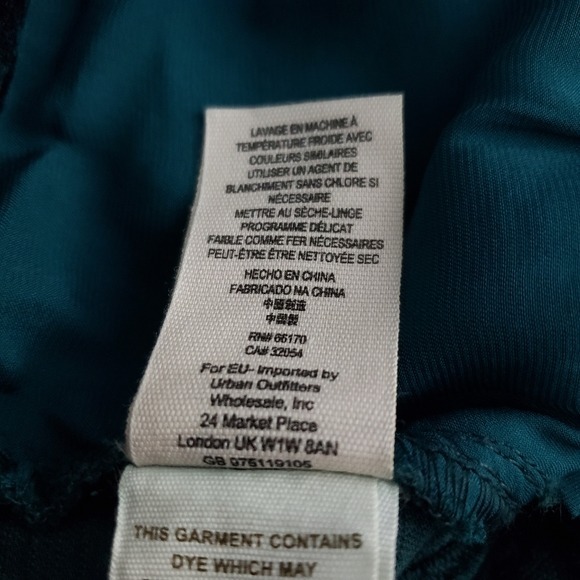 LAVAGE EN MACHINE À
TEMPÉRATURE FROIDE AVEC
COULEURS SIMILAIRES
UTILISER UN AGENT DE
BLANCHIMENT SANS CHLORE SI
NÉCESSAIRE
METTRE AU SÈCHE-LINGE
PROGRAMME DÉLICAT
FAIBLE COMME FER NÉCESSAIRES
PEUT-ÊTRE ÊTRE NETTOYÉE SEC
HECHO EN CHINA
FABRICADO NA CHINA
中國製造
中国製
RN# 66170
CA# 32054
For EU- Imported by
Urban Outfitters
Wholesale, Inc
24 Market Place
London UK W1W 8AN
GB 975119105
THIS GARMENT CONTAINS
DYE WHICH MAY